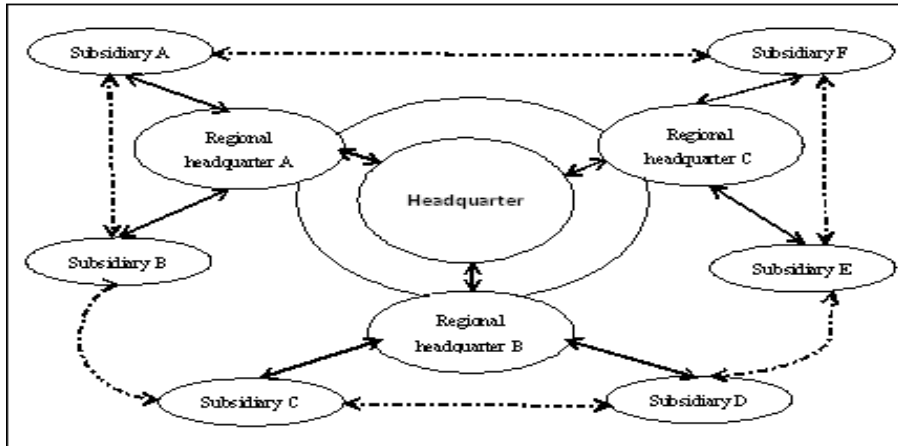 Subsidiary A
Subsidiary F
Regional
headquarter A
Regional
headquarter C
Headquarter
Subsidiary B
Subsidiary E
Regional
headquarter B
Subsidiary C
Subsidiary D